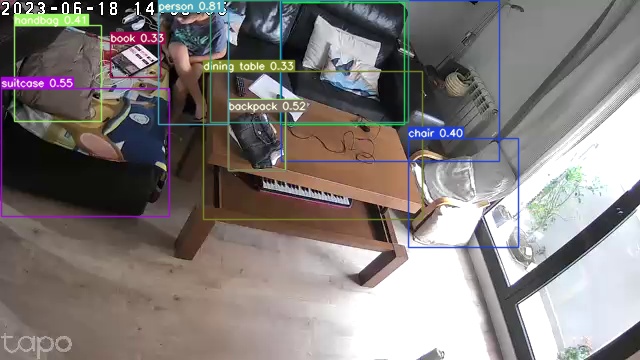 2023-06-18 14
person 0.81
handbag 0.41
book 0.33
dining table 0.33
suitcase 0.55
backpack 0.52
chair 0.40
tapo